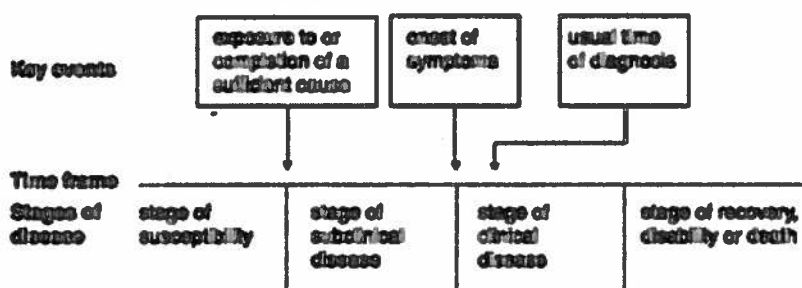 exposure to or
completion of a
sufficient cause
onset of
symptoms
usual time
of diagnosis
Key events
Time frame
Stages of
disease
stage of
susceptibility
stage of
subclinical
disease
stage of
clinical
disease
stage of recovery,
disability or death